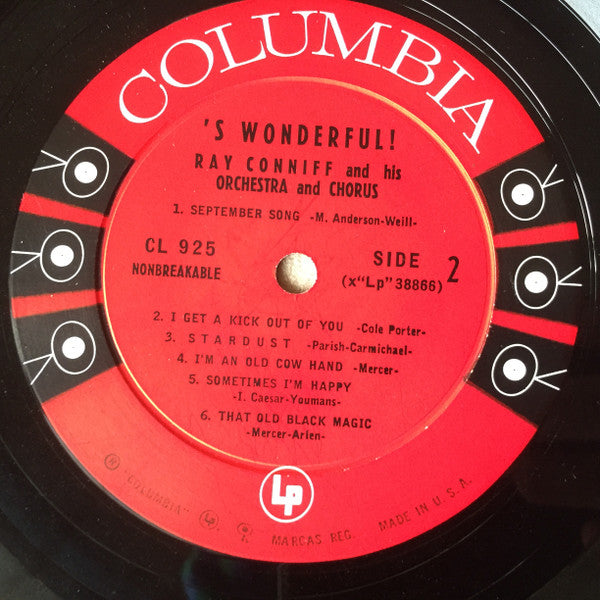 COLUMBIA
'S WONDERFUL!
RAY CONNIFF and his
ORCHESTRA and CHORUS
1. SEPTEMBER SONG -M. Anderson-Weill-
CL 925
NONBREAKABLE
SIDE 2
(x"Lp"38866)
2. I GET A KICK OUT OF YOU -Cole Porter-
3. STARDUST -Parish-Carmichael-
4. I'M AN OLD COW HAND -Mercer-
5. SOMETIMES I'M HAPPY
-I. Caesar-Youmans-
6. THAT OLD BLACK MAGIC
-Mercer-Arlen-
Lp
® "COLUMBIA" Lp. MARCAS REG. MADE IN U.S.A.